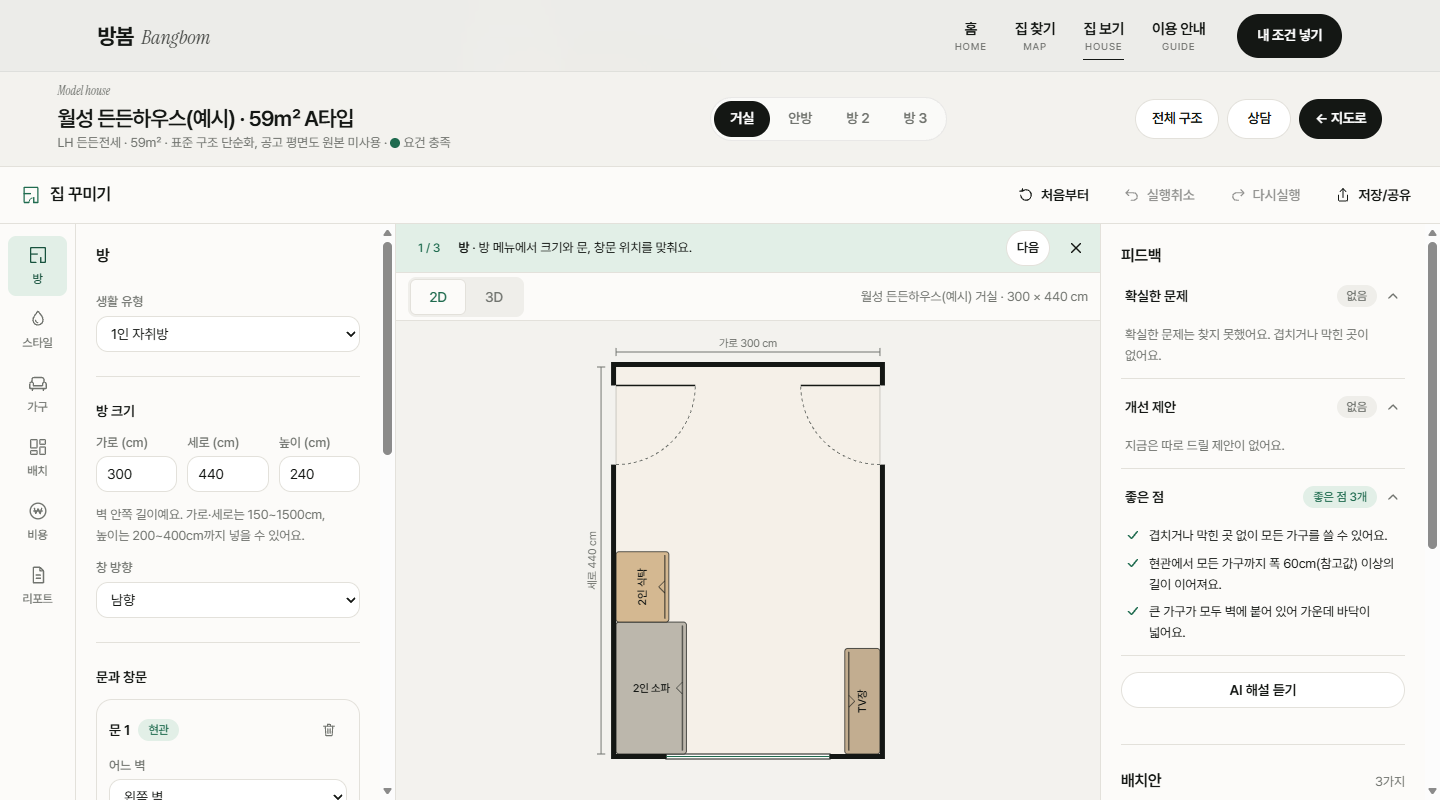 방봄 Bangbom
홈
HOME
집 찾기
MAP
집 보기
HOUSE
이용 안내
GUIDE
내 조건 넣기
Model house
월성 든든하우스(예시) · 59m² A타입
LH 든든전세 · 59m² · 표준 구조 단순화, 공고 평면도 원본 미사용 · 요건 충족
거실
안방
방 2
방 3
전체 구조
상담
← 지도로
집 꾸미기
처음부터
실행취소
다시실행
저장/공유
방
스타일
가구
배치
비용
리포트
방
생활 유형
1인 자취방
방 크기
가로 (cm)
세로 (cm)
높이 (cm)
300
440
240
벽 안쪽 길이예요. 가로·세로는 150~1500cm,
높이는 200~400cm까지 넣을 수 있어요.
창 방향
남향
문과 창문
문 1
현관
어느 벽
왼쪽 벽
1 / 3
방 · 방 메뉴에서 크기와 문, 창문 위치를 맞춰요.
다음
2D
3D
월성 든든하우스(예시) 거실 · 300 × 440 cm
가로 300 cm
세로 440 cm
2인 식탁
2인 소파
TV장
피드백
확실한 문제
없음
확실한 문제는 찾지 못했어요. 겹치거나 막힌 곳이
없어요.
개선 제안
없음
지금은 따로 드릴 제안이 없어요.
좋은 점
좋은 점 3개
겹치거나 막힌 곳 없이 모든 가구를 쓸 수 있어요.
현관에서 모든 가구까지 폭 60cm(참고값) 이상의
길이 이어져요.
큰 가구가 모두 벽에 붙어 있어 가운데 바닥이
넓어요.
AI 해설 듣기
배치안
3가지